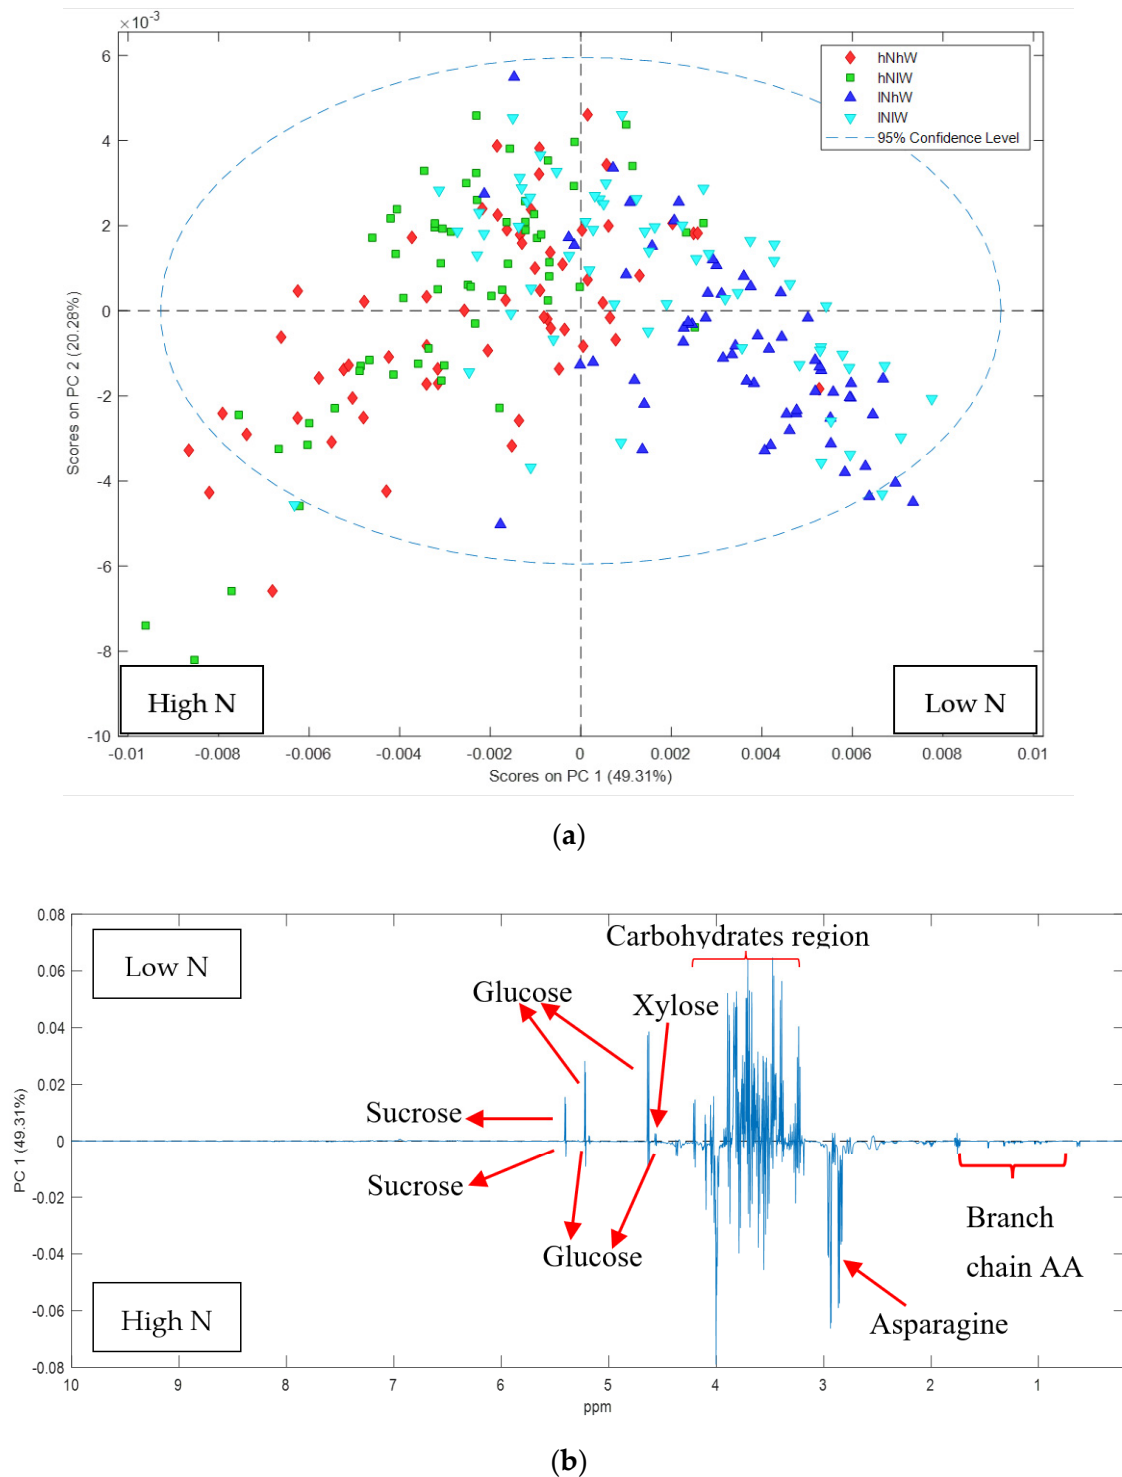 ×10⁻³
6
4
2
0
-2
-4
-6
-8
-10
Scores on PC 2 (20.28%)
hNhW
hNlW
lNhW
lNlW
95% Confidence Level
High N
Low N
-0.01 -0.008 -0.006 -0.004 -0.002 0 0.002 0.004 0.006 0.008 0.01
Scores on PC 1 (49.31%)
(a)
0.08
0.06
0.04
0.02
0
-0.02
-0.04
-0.06
-0.08
PC 1 (49.31%)
Low N
Carbohydrates region
Glucose
Xylose
Sucrose
Sucrose
Glucose
Branch
chain AA
Asparagine
High N
10 9 8 7 6 5 4 3 2 1
ppm
(b)